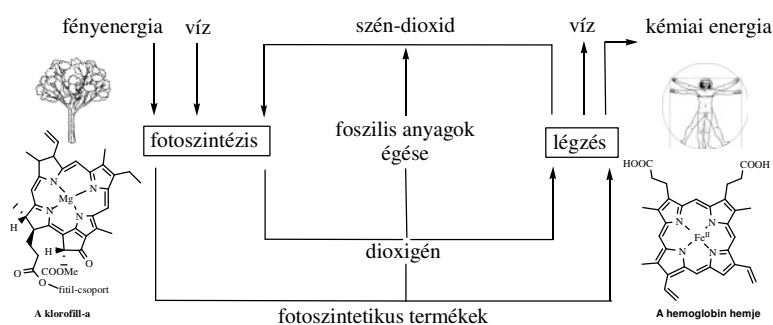 fényenergia víz szén-dioxid víz kémiai energia
fotoszintézis foszilis anyagok légzés
égése
HOOC COOH
Mg
N N
N N
H
N N
Fe II
N N
H
COOMe O
dioxigén
O O fitil-csoport
fotoszintetikus termékek
A klorofill-a A hemoglobin hemje